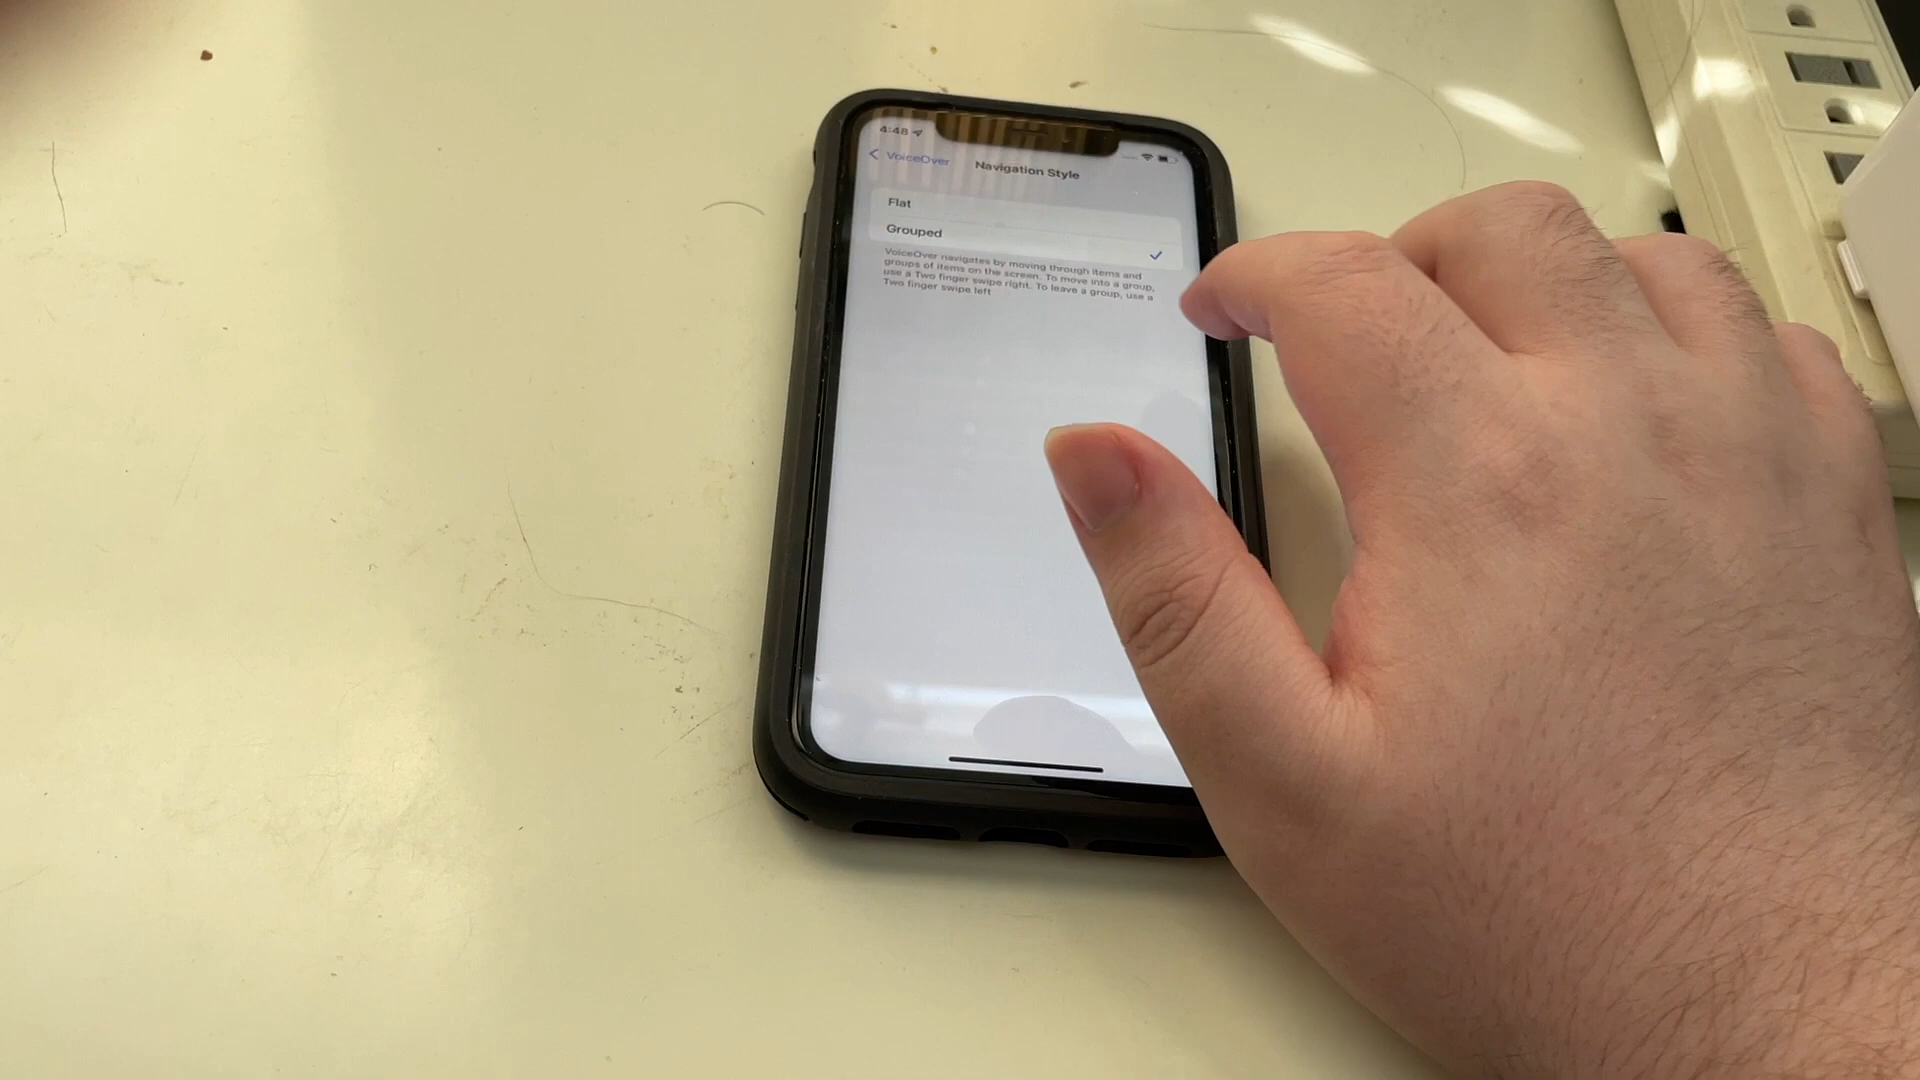 4:48
VoiceOver
Navigation Style
Flat
Grouped
VoiceOver navigates by moving through items and
groups of items on the screen. To move into a group,
use a Two finger swipe right. To leave a group, use a
Two finger swipe left